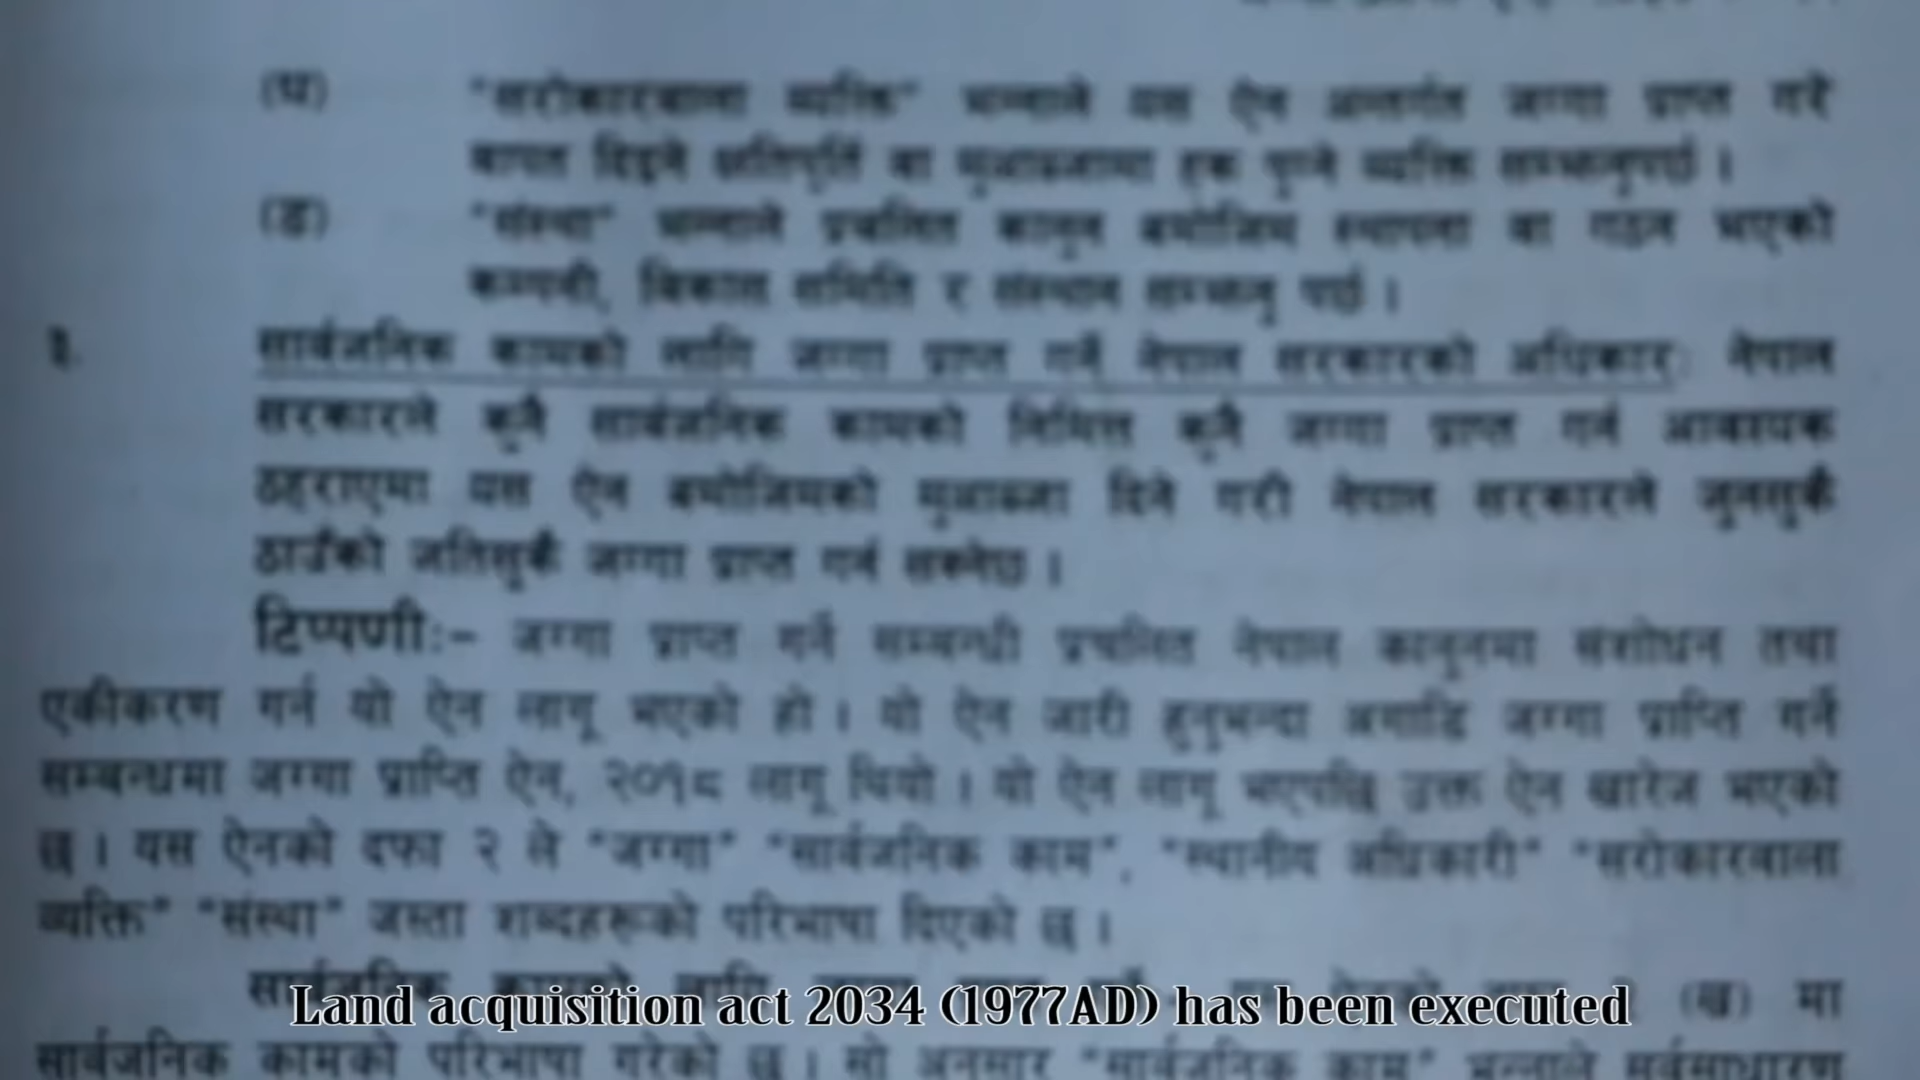 (घ) "सरोकारवाला व्यक्ति" भन्नाले यस ऐन अन्तर्गत जग्गा प्राप्त गरे
बापत दिइने क्षतिपूर्ति वा मुआब्जामा हक पुग्ने व्यक्ति सम्झनुपर्छ ।
(ङ) "संस्था" भन्नाले प्रचलित कानून बमोजिम स्थापना वा गठन भएको
कम्पनी, विकास समिति र संस्थान सम्झनु पर्छ ।
३. सार्वजनिक कामको लागि जग्गा प्राप्त गर्ने नेपाल सरकारको अधिकार: नेपाल
सरकारले कुनै सार्वजनिक कामको निमित्त कुनै जग्गा प्राप्त गर्न आवश्यक
ठहराएमा यस ऐन बमोजिमको मुआब्जा दिने गरी नेपाल सरकारले जुनसुकै
ठाउँको जतिसुकै जग्गा प्राप्त गर्न सक्नेछ ।
टिप्पणी:– जग्गा प्राप्त गर्ने सम्बन्धी प्रचलित नेपाल कानूनमा संशोधन तथा
एकीकरण गर्न यो ऐन लागू भएको हो । यो ऐन जारी हुनुभन्दा अगाडि जग्गा प्राप्ति गर्ने
सम्बन्धमा जग्गा प्राप्ति ऐन, २०१८ लागू थियो । यो ऐन लागू भएपछि उक्त ऐन खारेज भएको
छ । यस ऐनको दफा २ ले "जग्गा" "सार्वजनिक काम", "स्थानीय अधिकारी" "सरोकारवाला
व्यक्ति" "संस्था" जस्ता शब्दहरूको परिभाषा दिएको छ ।
सार्वजनिक कामको लागि (ख) मा
Land acquisition act 2034 (1977AD) has been executed
सार्वजनिक कामको परिभाषा गरेको छ । सो अनुसार "सार्वजनिक काम" भन्नाले सर्वसाधारण